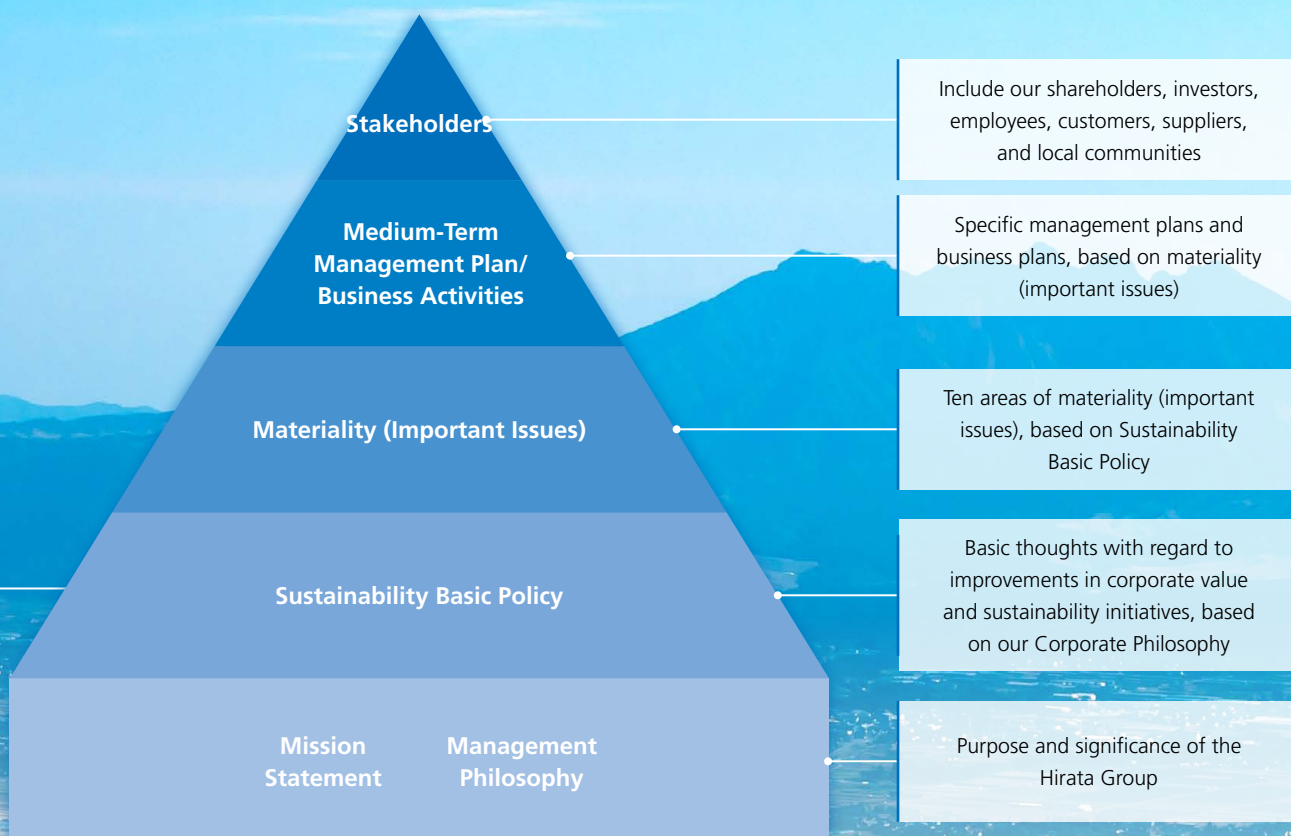 Stakeholders
Include our shareholders, investors,
employees, customers, suppliers,
and local communities
Medium-Term
Management Plan/
Business Activities
Specific management plans and
business plans, based on materiality
(important issues)
Materiality (Important Issues)
Ten areas of materiality (important
issues), based on Sustainability
Basic Policy
Sustainability Basic Policy
Basic thoughts with regard to
improvements in corporate value
and sustainability initiatives, based
on our Corporate Philosophy
Mission
Statement
Management
Philosophy
Purpose and significance of the
Hirata Group